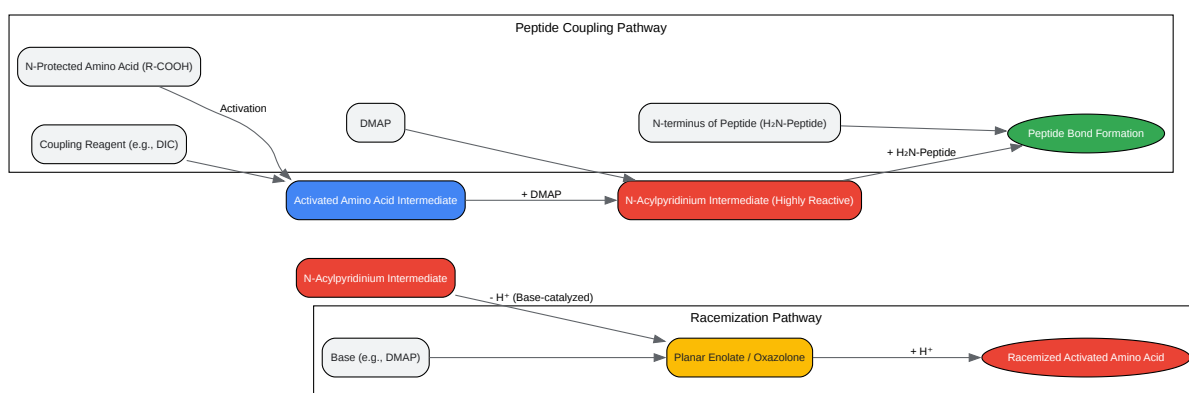 Peptide Coupling Pathway
N-Protected Amino Acid (R-COOH)
Activation
DMAP
N-terminus of Peptide (H₂N-Peptide)
Peptide Bond Formation
Coupling Reagent (e.g., DIC)
+ H₂N-Peptide
Activated Amino Acid Intermediate
+ DMAP
N-Acylpyridinium Intermediate (Highly Reactive)
N-Acylpyridinium Intermediate
- H⁺ (Base-catalyzed)
Racemization Pathway
Base (e.g., DMAP)
Planar Enolate / Oxazolone
+ H⁺
Racemized Activated Amino Acid